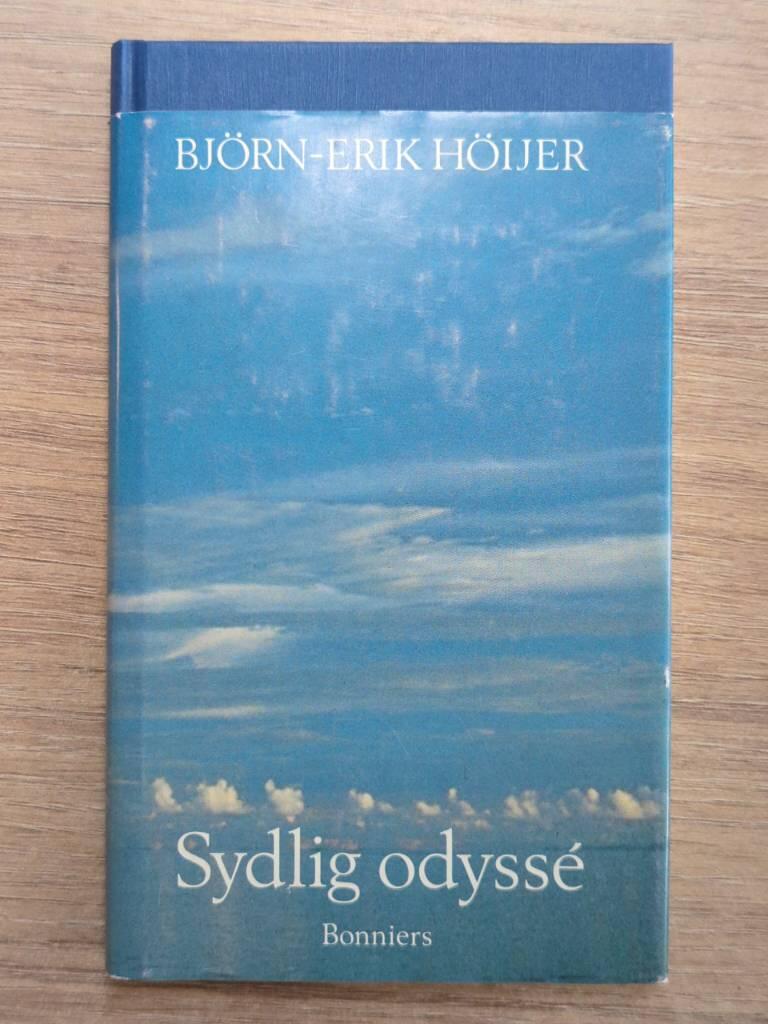 BJÖRN-ERIK HÖIJER
Sydlig odyssé
Bonniers